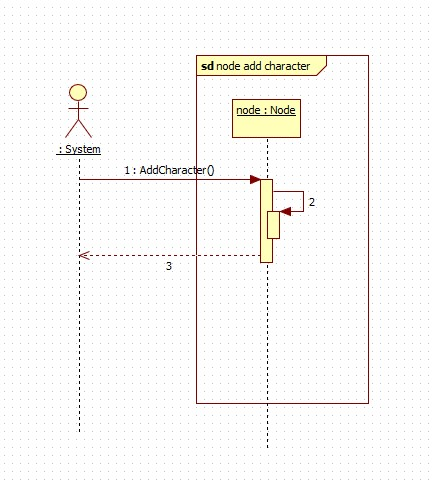 sd node add character
node : Node
: System
1 : AddCharacter()
2
3